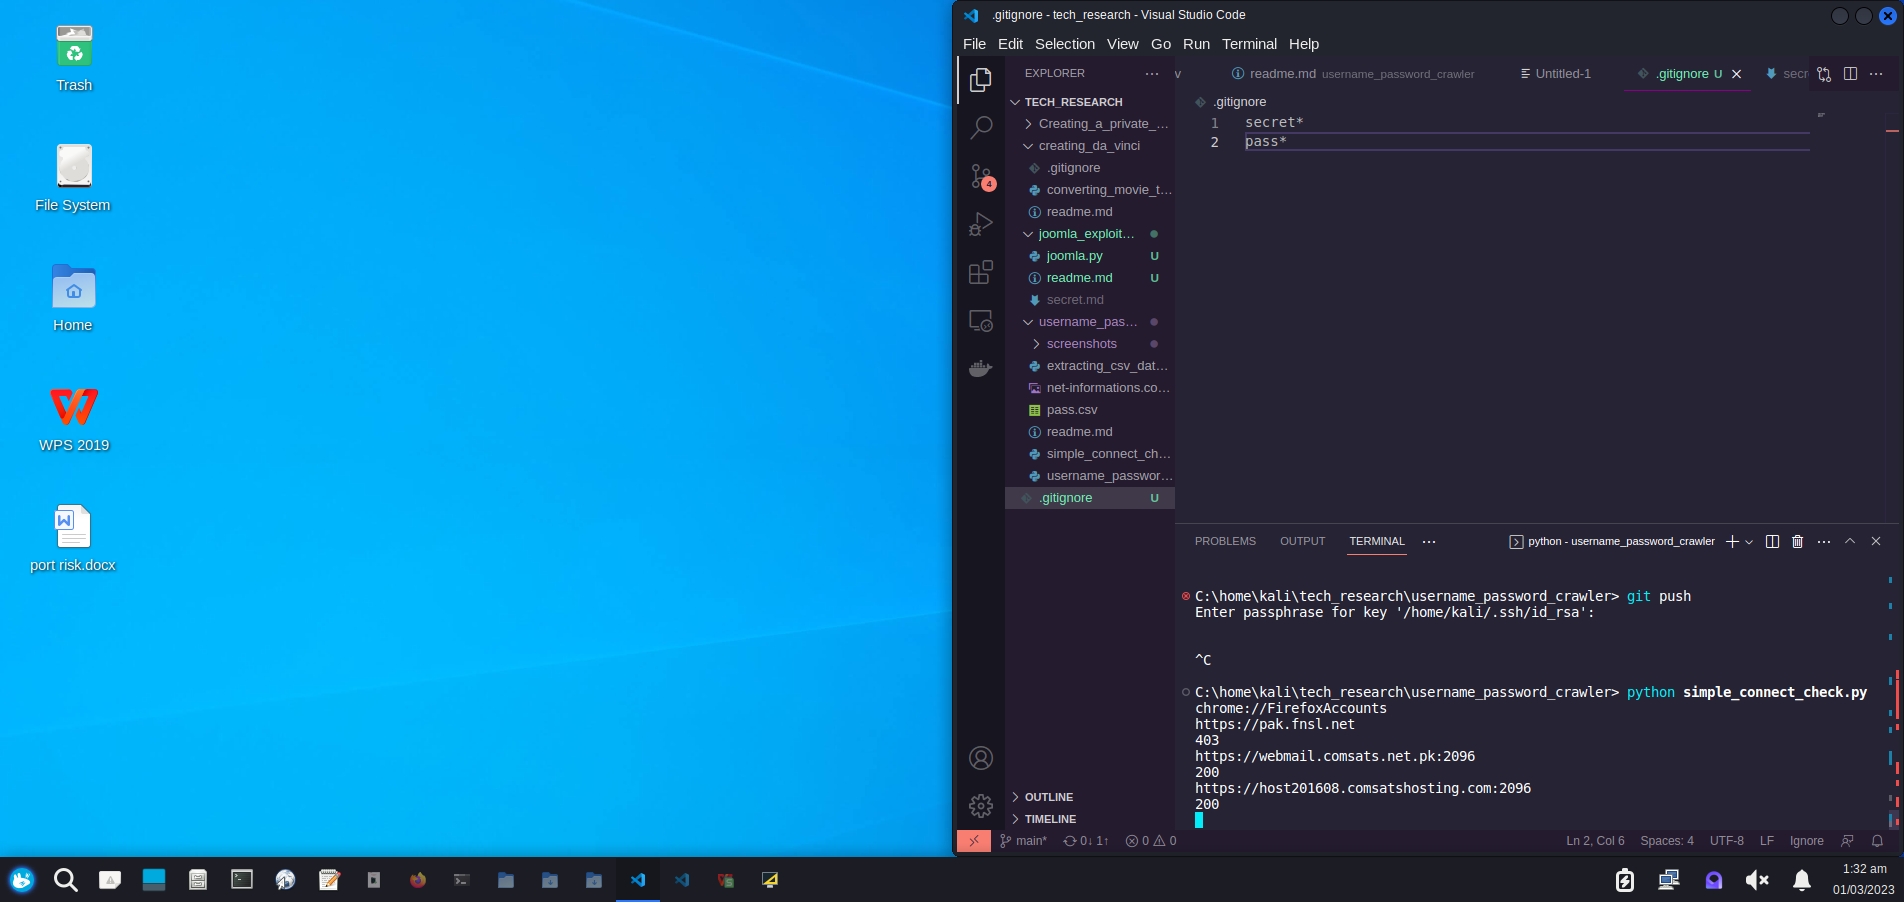 Trash
File System
Home
WPS 2019
port risk.docx
.gitignore - tech_research - Visual Studio Code
File Edit Selection View Go Run Terminal Help
EXPLORER
TECH_RESEARCH
Creating_a_private_...
creating_da_vinci
.gitignore
converting_movie_t...
readme.md
joomla_exploit...
joomla.py U
readme.md U
secret.md
username_pas...
screenshots
extracting_csv_dat...
net-informations.co...
pass.csv
readme.md
simple_connect_ch...
username_passwor...
.gitignore U
OUTLINE
TIMELINE
4
v readme.md username_password_crawler Untitled-1 .gitignore U secr
.gitignore
1 secret*
2 pass*
PROBLEMS OUTPUT TERMINAL python - username_password_crawler
C:\home\kali\tech_research\username_password_crawler> git push
Enter passphrase for key '/home/kali/.ssh/id_rsa':
^C
C:\home\kali\tech_research\username_password_crawler> python simple_connect_check.py
chrome://FirefoxAccounts
https://pak.fnsl.net
403
https://webmail.comsats.net.pk:2096
200
https://host201608.comsatshosting.com:2096
200
main* 0↓ 1↑ 0 0 Ln 2, Col 6 Spaces: 4 UTF-8 LF Ignore
1:32 am
01/03/2023